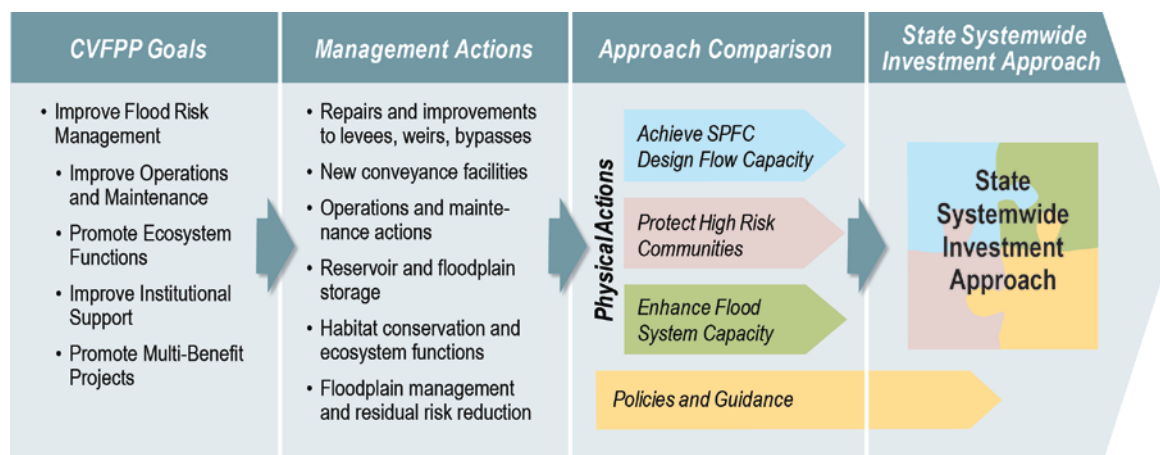 CVFPP Goals
• Improve Flood Risk
Management
• Improve Operations
and Maintenance
• Promote Ecosystem
Functions
• Improve Institutional
Support
• Promote Multi-Benefit
Projects
Management Actions
• Repairs and improvements
to levees, weirs, bypasses
• New conveyance facilities
• Operations and mainte-
nance actions
• Reservoir and floodplain
storage
• Habitat conservation and
ecosystem functions
• Floodplain management
and residual risk reduction
Approach Comparison
Physical Actions
Achieve SPFC
Design Flow Capacity
Protect High Risk
Communities
Enhance Flood
System Capacity
Policies and Guidance
State Systemwide
Investment Approach
State
Systemwide
Investment
Approach